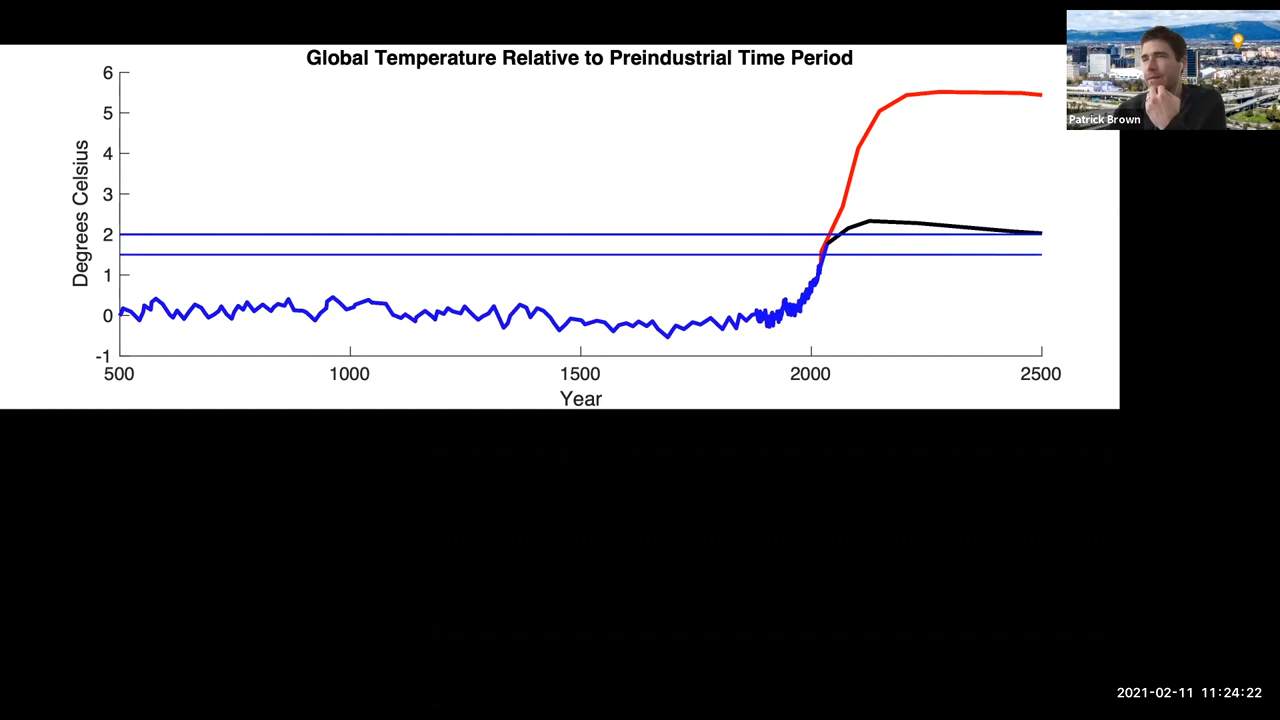 Global Temperature Relative to Preindustrial Time Period
Patrick Brown
Degrees Celsius
6
5
4
3
2
1
0
-1
500 1000 1500 2000 2500
Year
2021-02-11 11:24:22